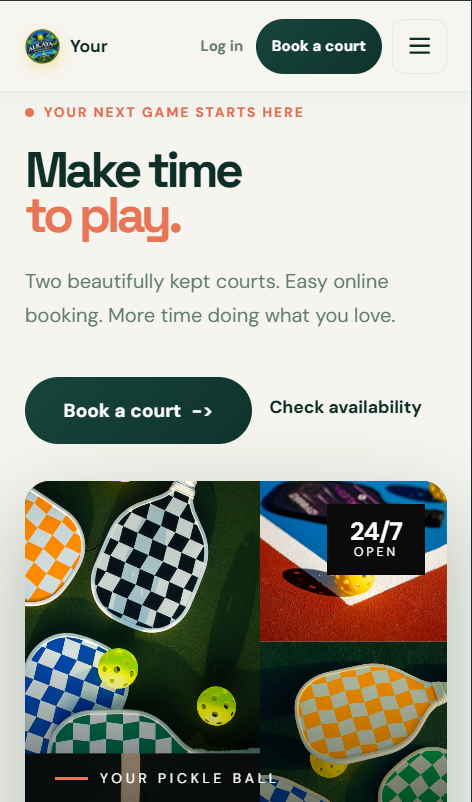 ALICAYA
Your
Log in
Book a court
YOUR NEXT GAME STARTS HERE
Make time
to play.
Two beautifully kept courts. Easy online
booking. More time doing what you love.
Book a court ->
Check availability
24/7
OPEN
YOUR PICKLE BALL